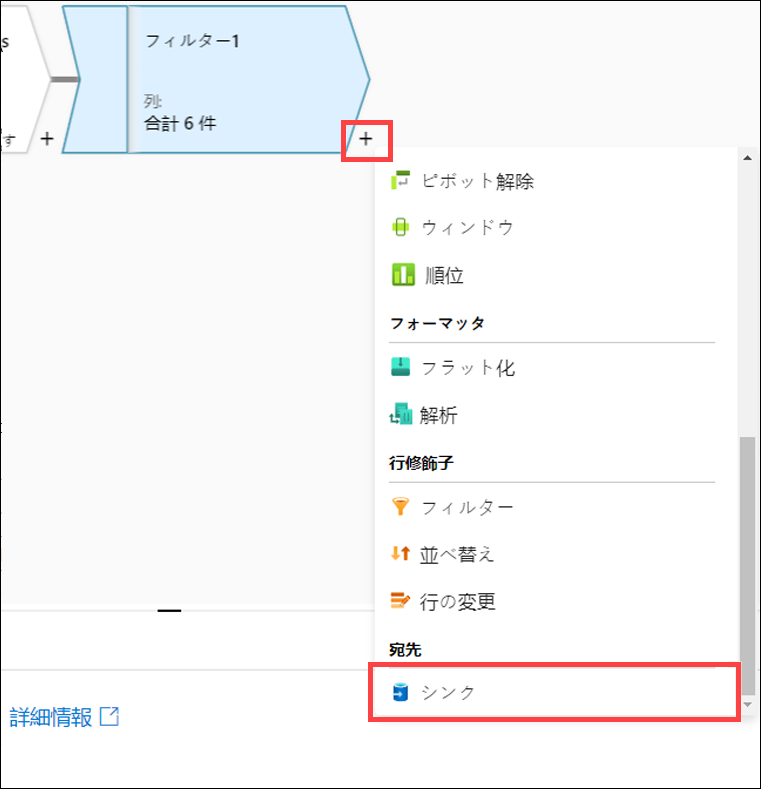 s
フィルター1
列:
合計 6 件
す
+
+
ピボット解除
ウィンドウ
順位
フォーマッタ
フラット化
解析
行修飾子
フィルター
並べ替え
行の変更
宛先
シンク
詳細情報